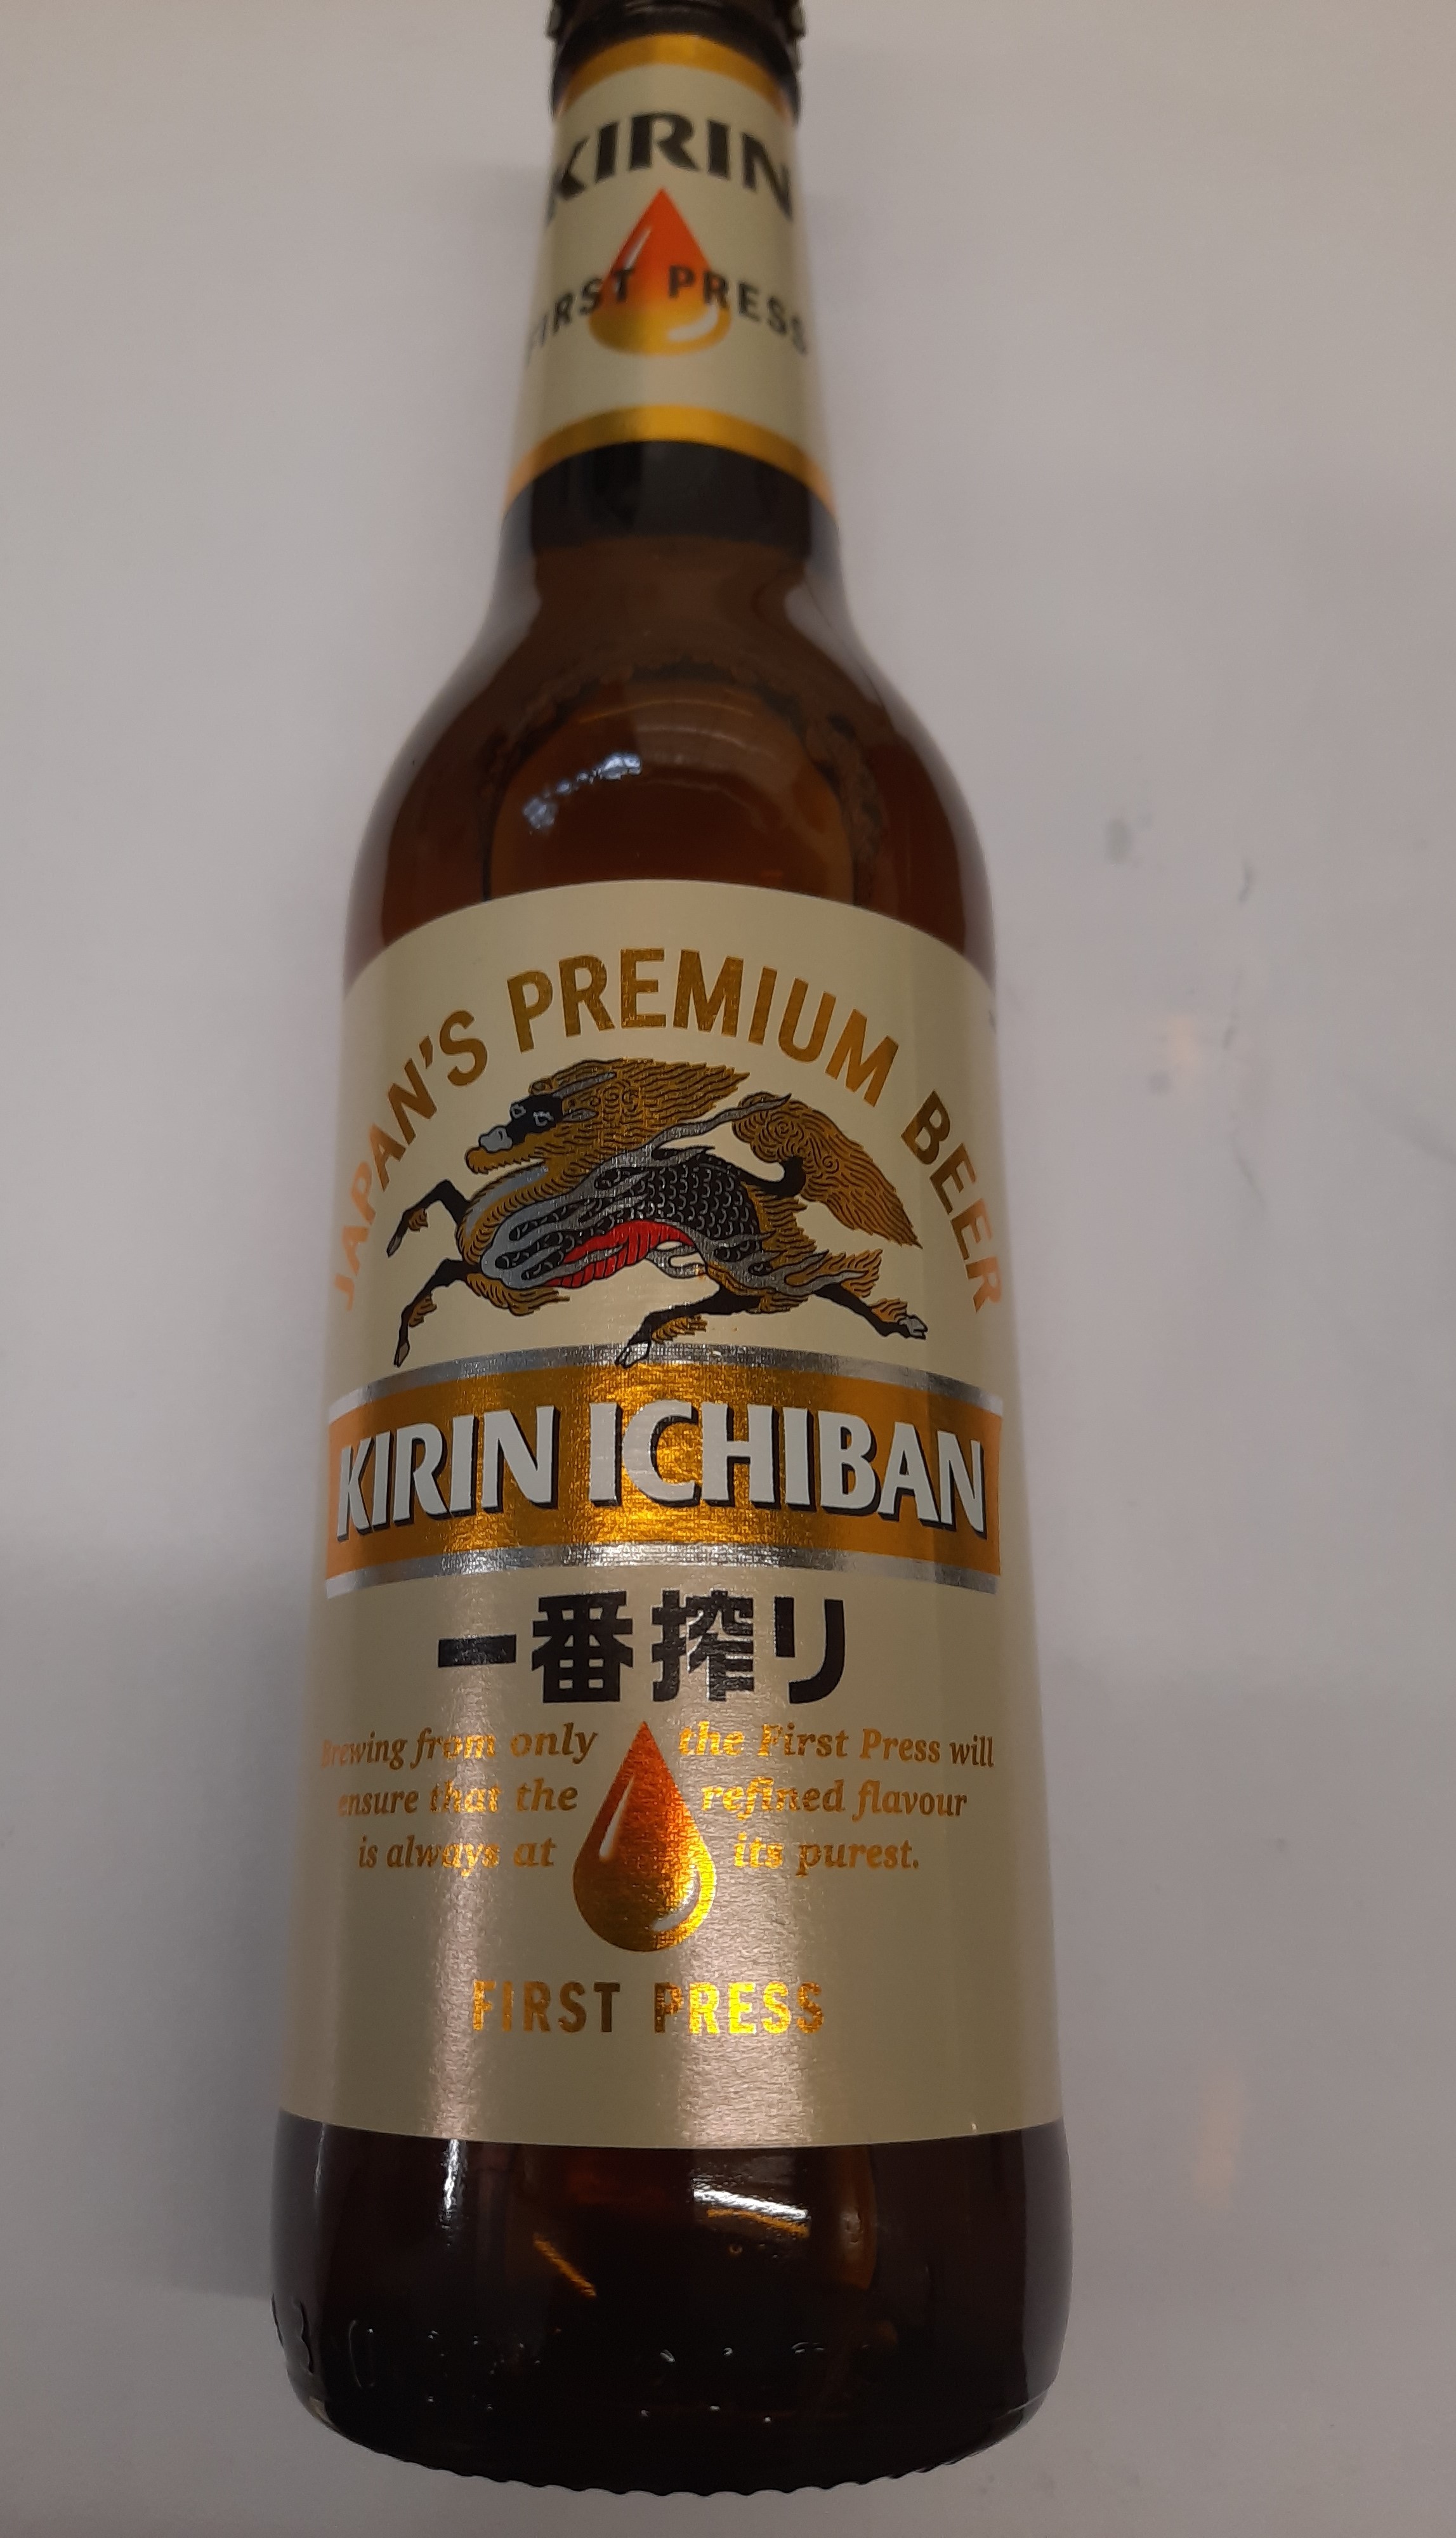 KIRIN
FIRST PRESS
JAPAN'S PREMIUM BEER
KIRIN ICHIBAN
一番搾り
Brewing from only the First Press will
ensure that the refined flavour
is always at its purest.
FIRST PRESS